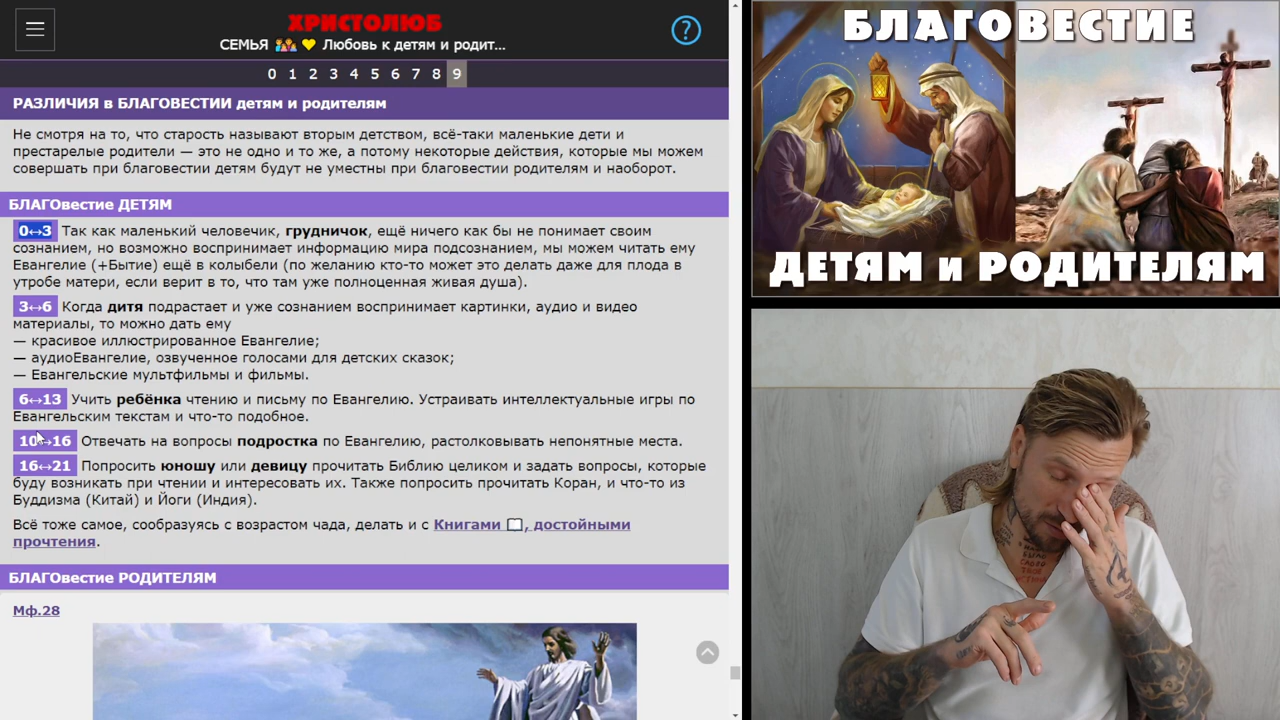 ХРИСТОЛЮБ
СЕМЬЯ 👫 💛 Любовь к детям и родит...
?
0 1 2 3 4 5 6 7 8 9
РАЗЛИЧИЯ в БЛАГОВЕСТИИ детям и родителям
Не смотря на то, что старость называют вторым детством, всё-таки маленькие дети и
престарелые родители — это не одно и то же, а потому некоторые действия, которые мы можем
совершать при благовестии детям будут не уместны при благовестии родителям и наоборот.
БЛАГОвестие ДЕТЯМ
0↔3 Так как маленький человечик, грудничок, ещё ничего как бы не понимает своим
сознанием, но возможно воспринимает информацию мира подсознанием, мы можем читать ему
Евангелие (+Бытие) ещё в колыбели (по желанию кто-то может это делать даже для плода в
утробе матери, если верит в то, что там уже полноценная живая душа).
3↔6 Когда дитя подрастает и уже сознанием воспринимает картинки, аудио и видео
материалы, то можно дать ему
— красивое иллюстрированное Евангелие;
— аудиоЕвангелие, озвученное голосами для детских сказок;
— Евангельские мультфильмы и фильмы.
6↔13 Учить ребёнка чтению и письму по Евангелию. Устраивать интеллектуальные игры по
Евангельским текстам и что-то подобное.
10↔16 Отвечать на вопросы подростка по Евангелию, растолковывать непонятные места.
16↔21 Попросить юношу или девицу прочитать Библию целиком и задать вопросы, которые
буду возникать при чтении и интересовать их. Также попросить прочитать Коран, и что-то из
Буддизма (Китай) и Йоги (Индия).
Всё тоже самое, сообразуясь с возрастом чада, делать и с Книгами 📖, достойными
прочтения.
БЛАГОвестие РОДИТЕЛЯМ
Мф.28
БЛАГОВЕСТИЕ
ДЕТЯМ и РОДИТЕЛЯМ